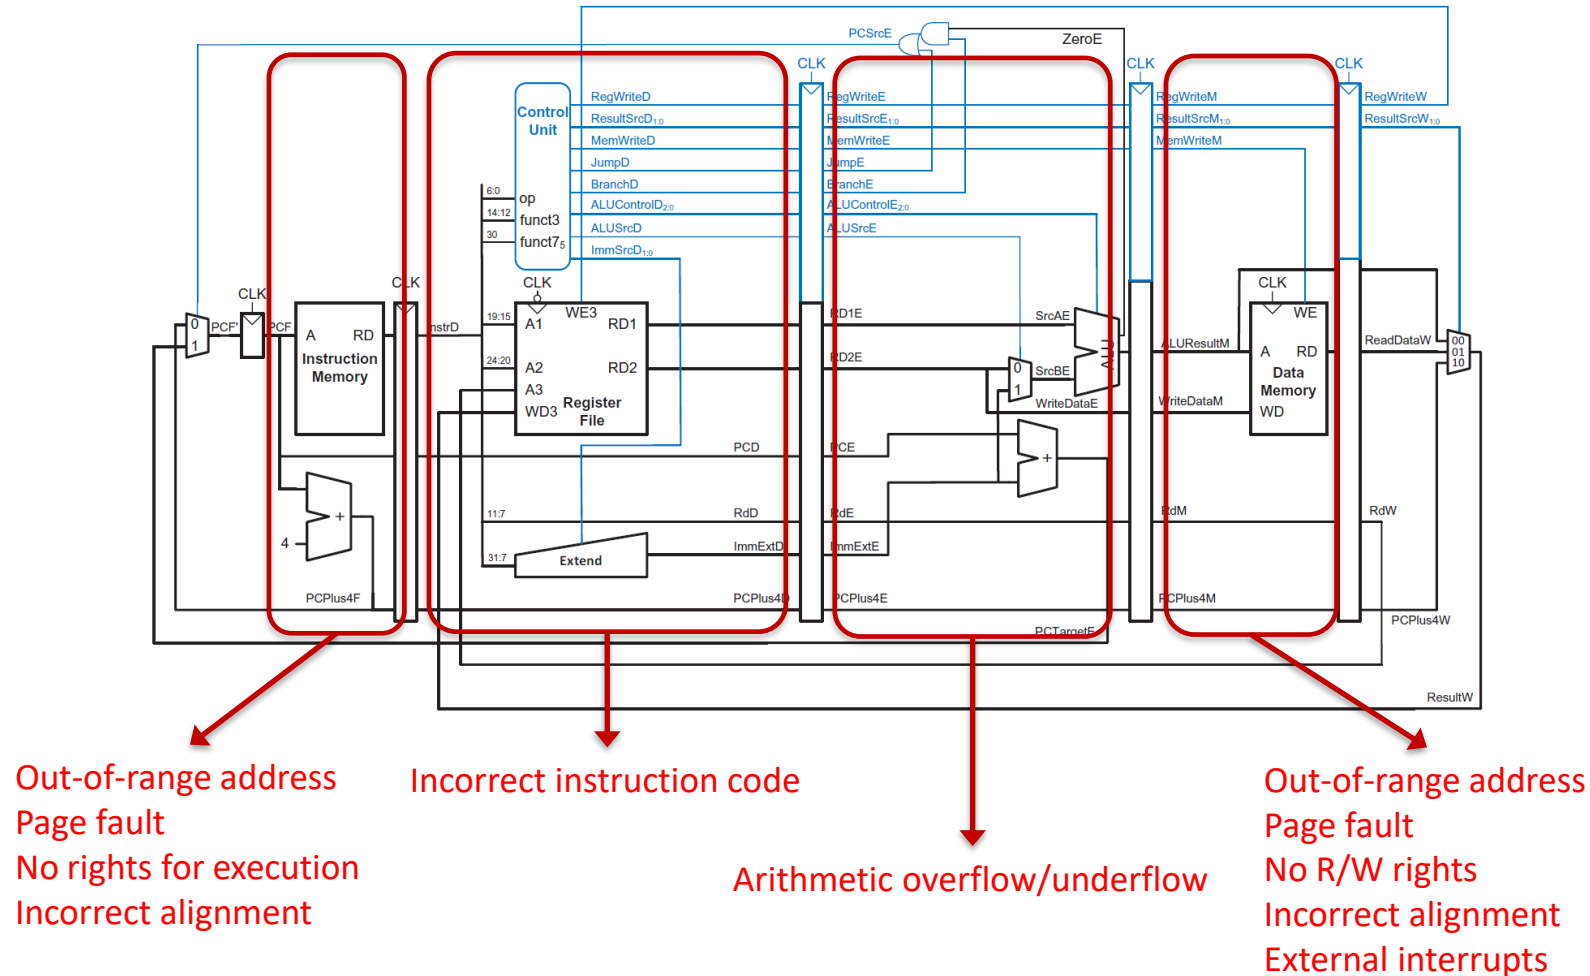 PCSrcE
ZeroE
CLK
CLK
CLK
Control
Unit
RegWriteD
RegWriteE
RegWriteM
RegWriteW
ResultSrcD1:0
ResultSrcE1:0
ResultSrcM1:0
ResultSrcW1:0
MemWriteD
MemWriteE
MemWriteM
JumpD
JumpE
BranchD
BranchE
6:0
op
ALUControlD2:0
ALUControlE2:0
14:12
funct3
ALUSrcD
ALUSrcE
30
funct75
ImmSrcD1:0
CLK
CLK
CLK
CLK
0
1
PCF'
PCF
A
RD
Instruction
Memory
InstrD
19:15
A1
WE3
RD1
RD1E
SrcAE
24:20
A2
RD2
RD2E
A3
WD3
Register
File
0
1
SrcBE
ALU
WriteDataE
ALUResultM
WriteDataM
WE
A
RD
Data
Memory
WD
ReadDataW
00
01
10
PCD
PCE
+
+
4
11:7
RdD
RdE
RdM
RdW
31:7
Extend
ImmExtD
ImmExtE
PCPlus4F
PCPlus4D
PCPlus4E
PCPlus4M
PCPlus4W
PCTargetE
ResultW
Out-of-range address
Page fault
No rights for execution
Incorrect alignment
Incorrect instruction code
Arithmetic overflow/underflow
Out-of-range address
Page fault
No R/W rights
Incorrect alignment
External interrupts